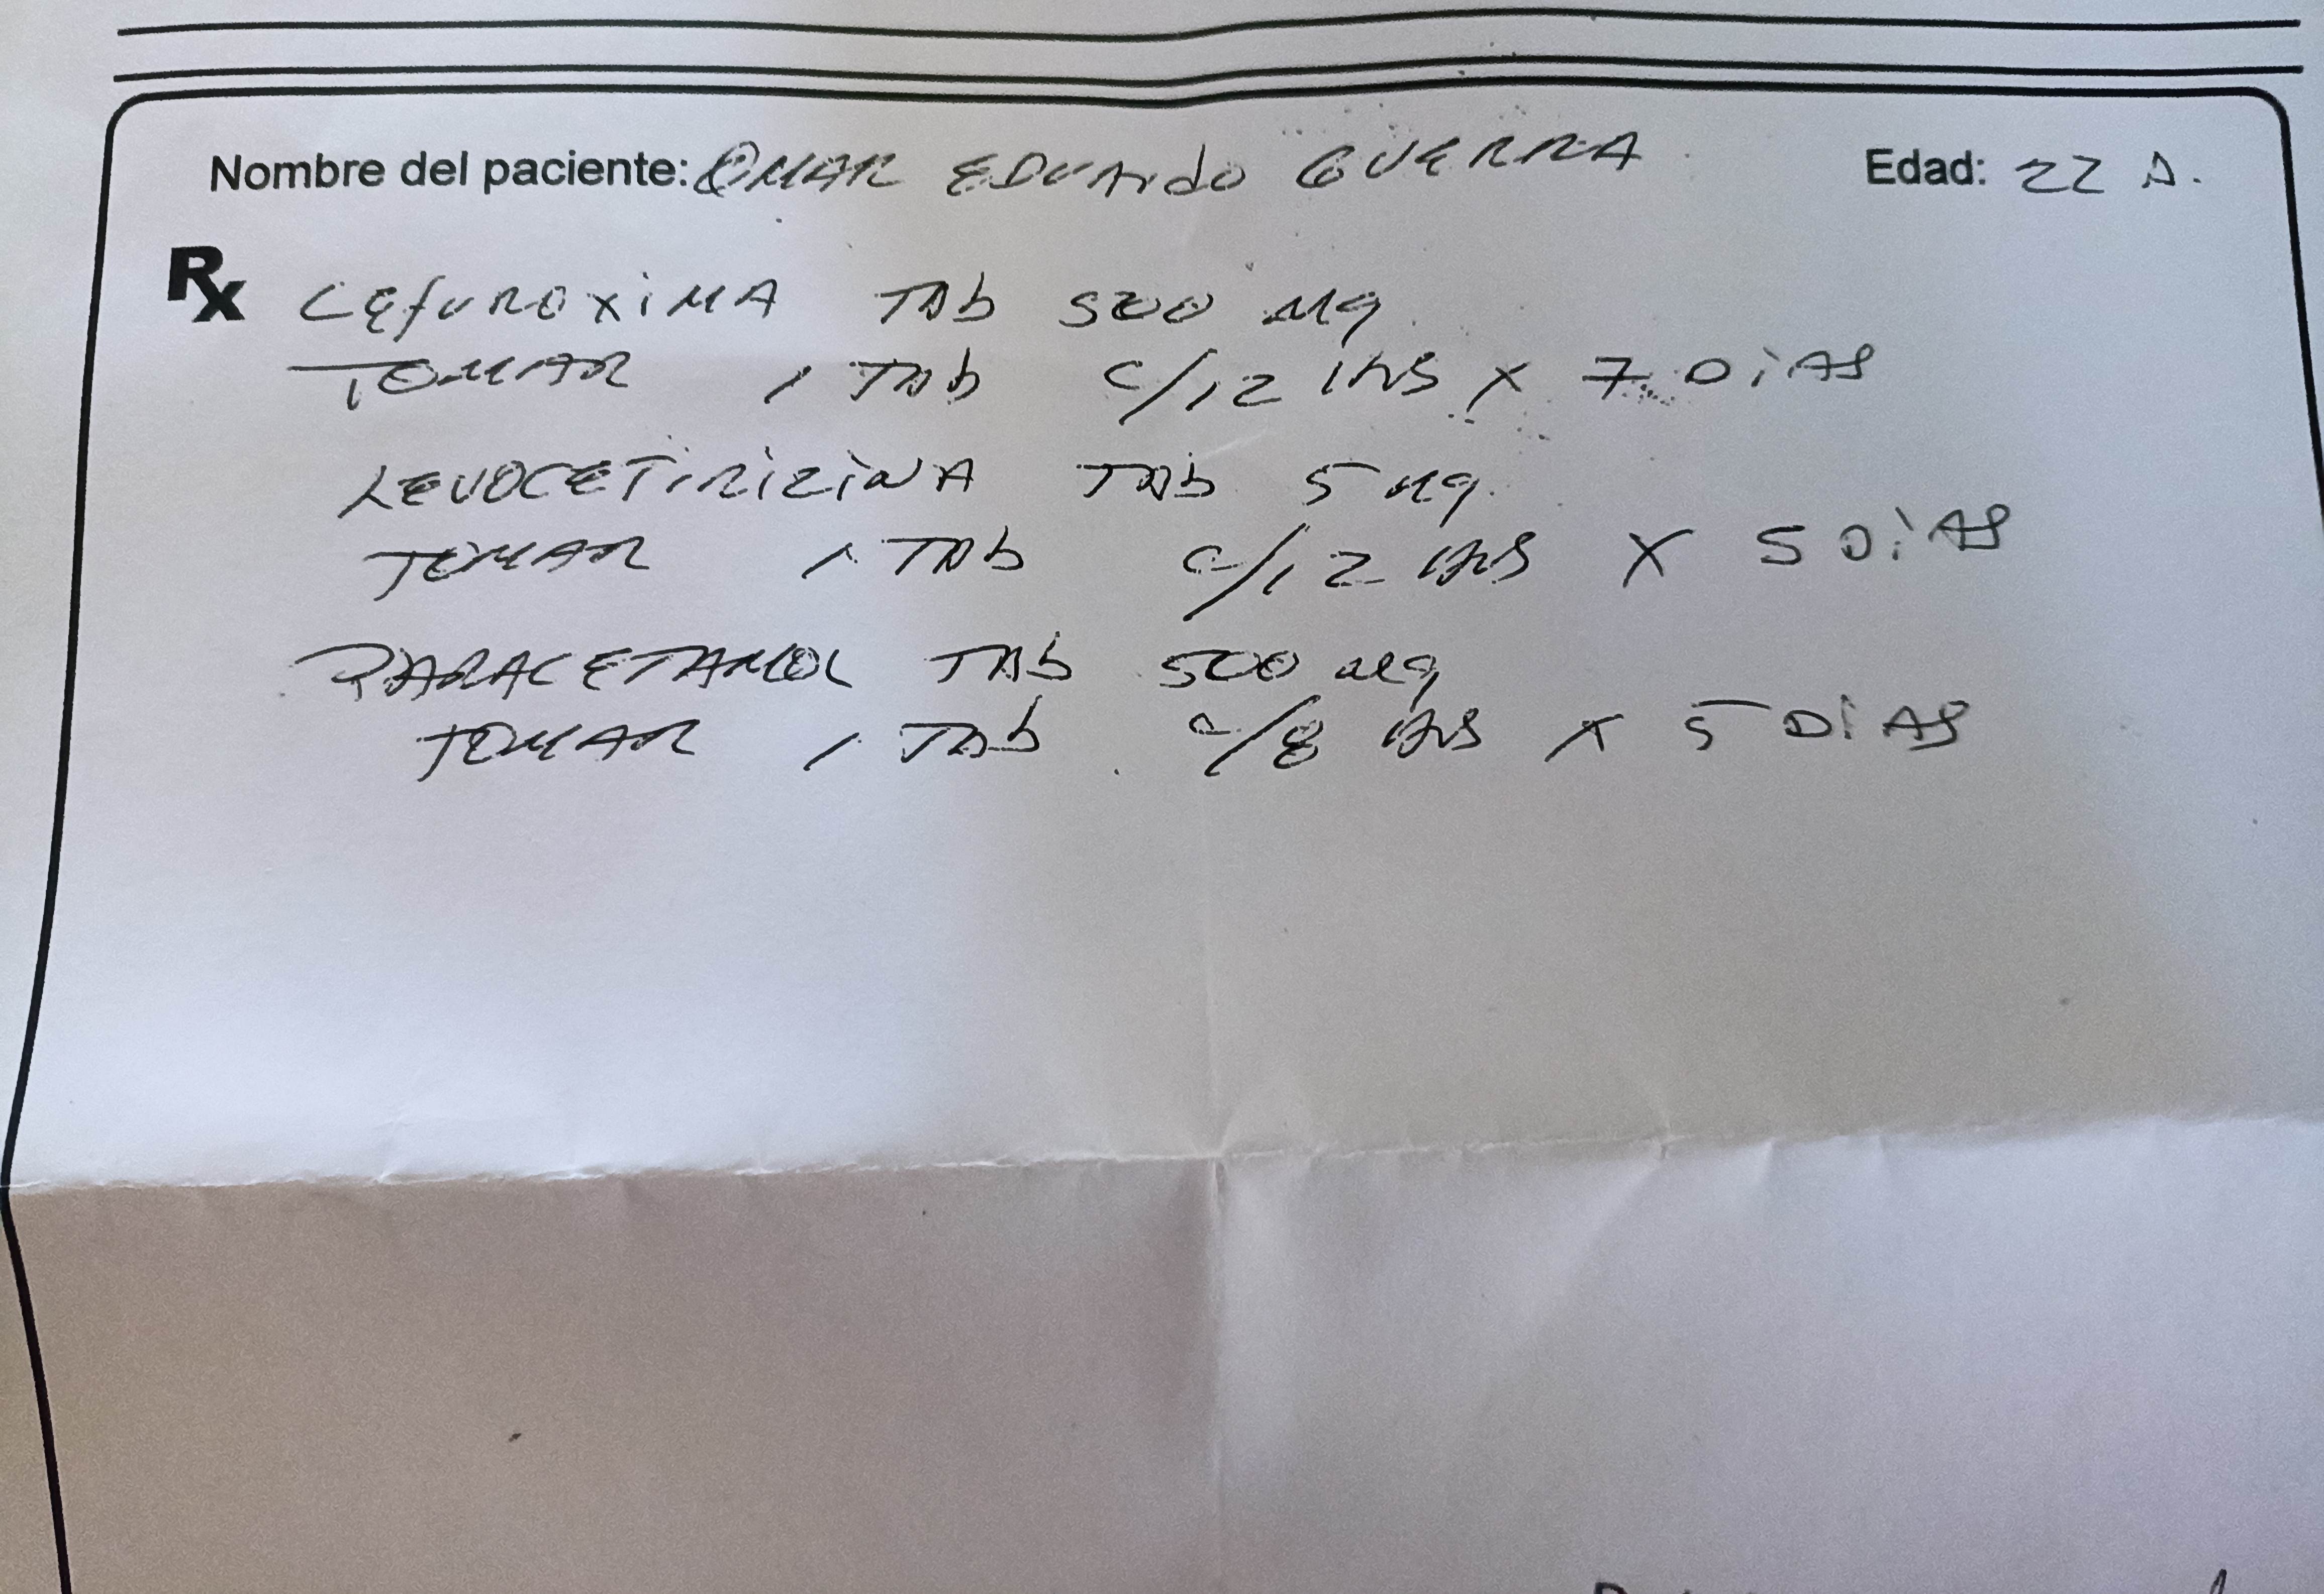 Nombre del paciente: OMAR EDUArdo GUERRA Edad: 22 A.
Rx CEfUROXiMA TAb 500 Mg
TOMAR 1 TAb c/12 HRS X 7 DiAS
LEVOCETiRiZiNA TAb 5 Mg.
TOMAR 1 TAb c/12 HRS X 5 DiAS
PARACETAMOL TAb 500 Mg
TOMAR 1 TAb c/8 HRS X 5 DiAS